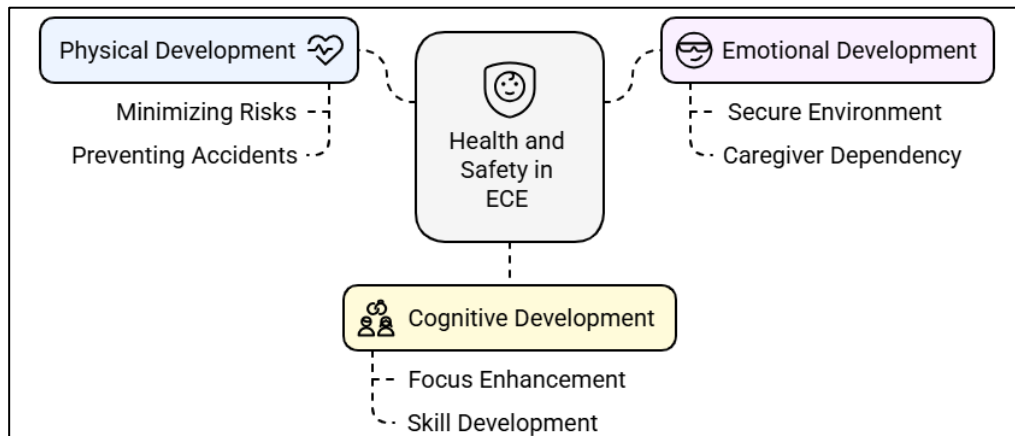 Physical Development
Minimizing Risks
Preventing Accidents
Health and
Safety in
ECE
Emotional Development
Secure Environment
Caregiver Dependency
Cognitive Development
Focus Enhancement
Skill Development